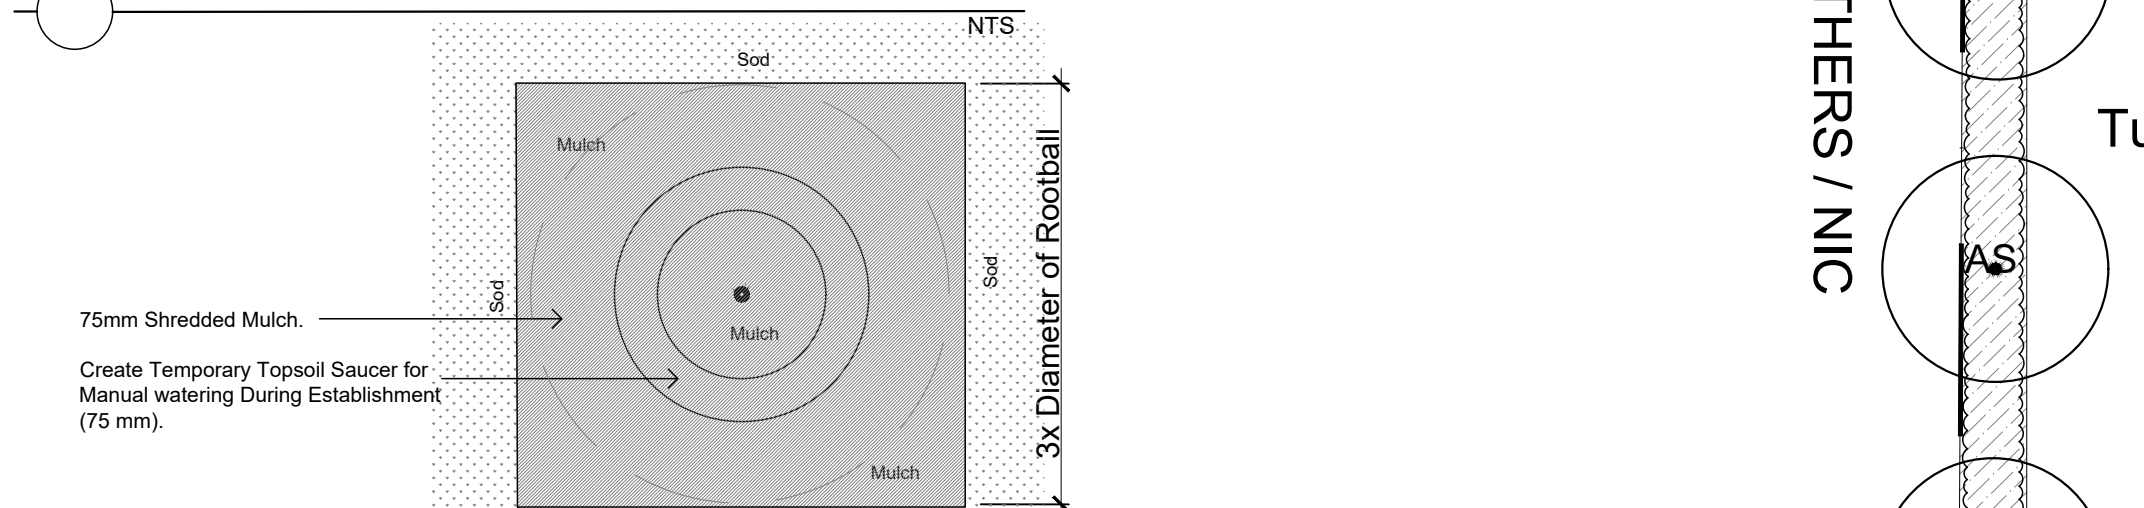 NTS
Sod
Mulch
3x Diameter of Rootball
Sod
Sod
75mm Shredded Mulch.
Mulch
Create Temporary Topsoil Saucer for
Manual watering During Establishment
(75 mm).
Mulch
THERS / NIC
AS
Tu